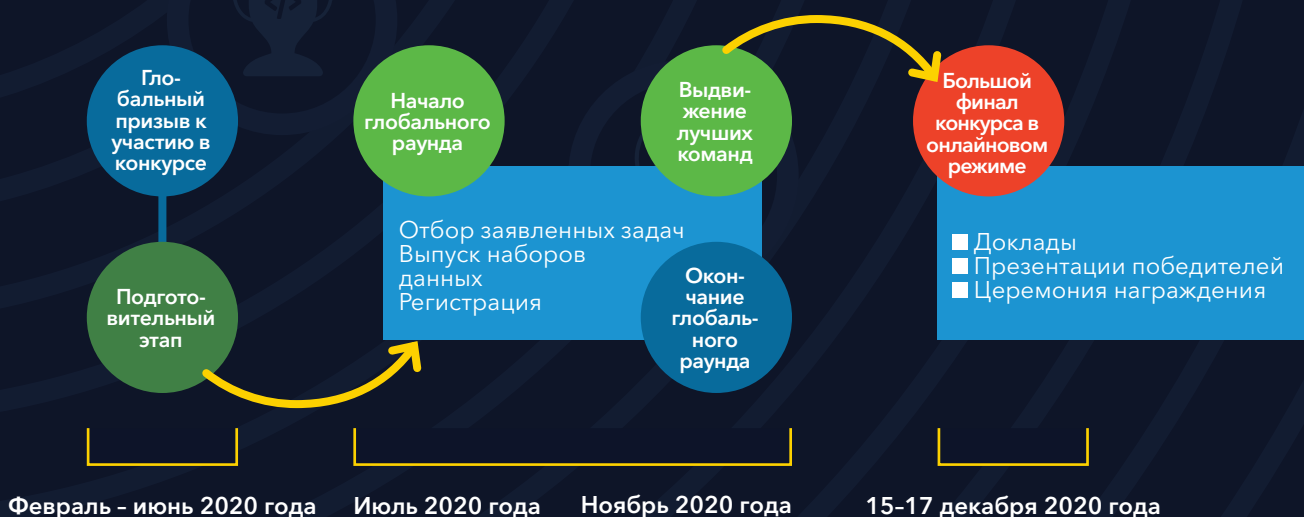 Гло-
бальный
призыв к
участию в
конкурсе
Подгото-
вительный
этап
Начало
глобального
раунда
Отбор заявленных задач
Выпуск наборов
данных
Регистрация
Выдви-
жение
лучших
команд
Окон-
чание
глобаль-
ного
раунда
Большой
финал
конкурса в
онлайновом
режиме
Доклады
Презентации победителей
Церемония награждения
Февраль – июнь 2020 года
Июль 2020 года
Ноябрь 2020 года
15–17 декабря 2020 года